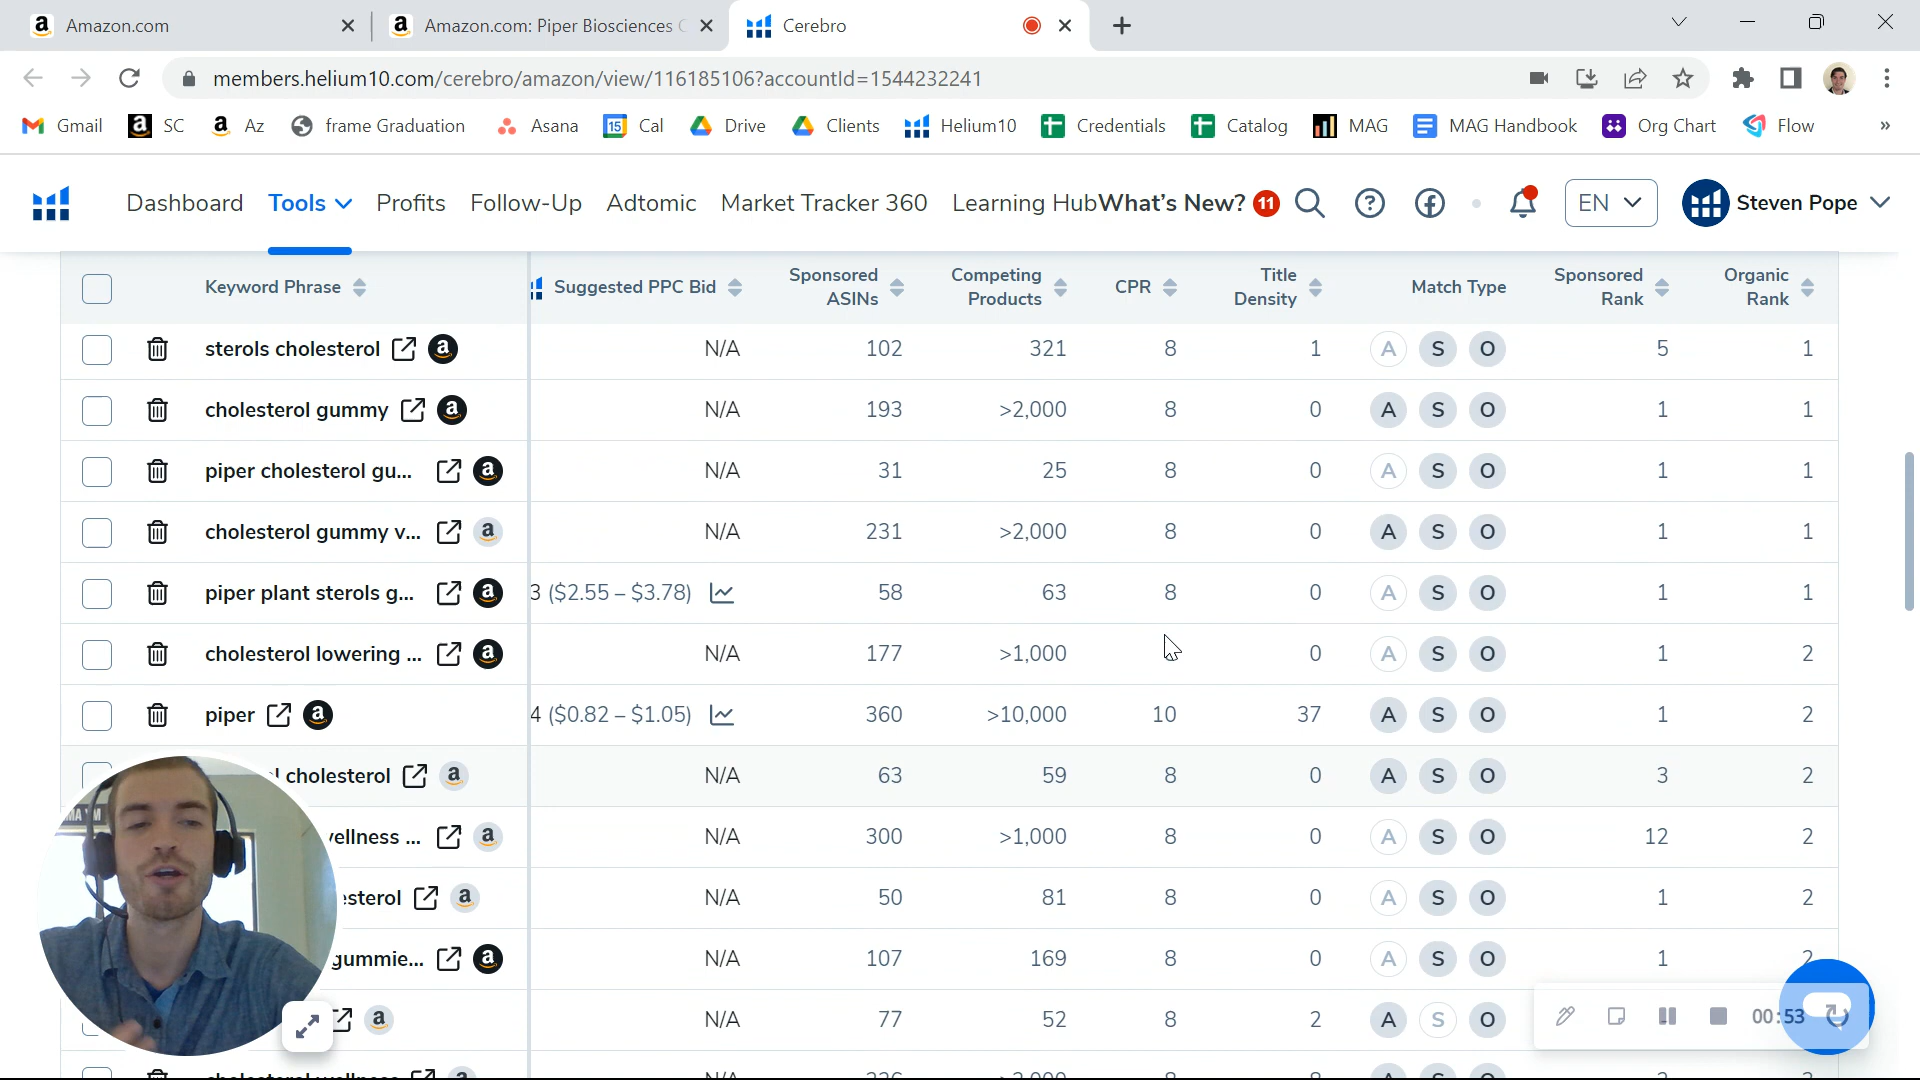 Amazon.com
Amazon.com: Piper Biosciences
Cerebro
members.helium10.com/cerebro/amazon/view/116185106?accountId=1544232241
Gmail SC Az frame Graduation Asana 15 Cal Drive Clients Helium10 Credentials Catalog MAG MAG Handbook Org Chart Flow »
Dashboard Tools Profits Follow-Up Adtomic Market Tracker 360 Learning Hub What's New? 11 EN Steven Pope
Keyword Phrase Suggested PPC Bid Sponsored ASINs Competing Products CPR Title Density Match Type Sponsored Rank Organic Rank
sterols cholesterol N/A 102 321 8 1 A S O 5 1
cholesterol gummy N/A 193 >2,000 8 0 A S O 1 1
piper cholesterol gu... N/A 31 25 8 0 A S O 1 1
cholesterol gummy v... N/A 231 >2,000 8 0 A S O 1 1
piper plant sterols g... 3 ($2.55 – $3.78) 58 63 8 0 A S O 1 1
cholesterol lowering ... N/A 177 >1,000 8 0 A S O 1 2
piper 4 ($0.82 – $1.05) 360 >10,000 10 37 A S O 1 2
cholesterol N/A 63 59 8 0 A S O 3 2
ellness ... N/A 300 >1,000 8 0 A S O 12 2
esterol N/A 50 81 8 0 A S O 1 2
gummie... N/A 107 169 8 0 A S O 1 2
N/A 77 52 8 2 A S O
00:53